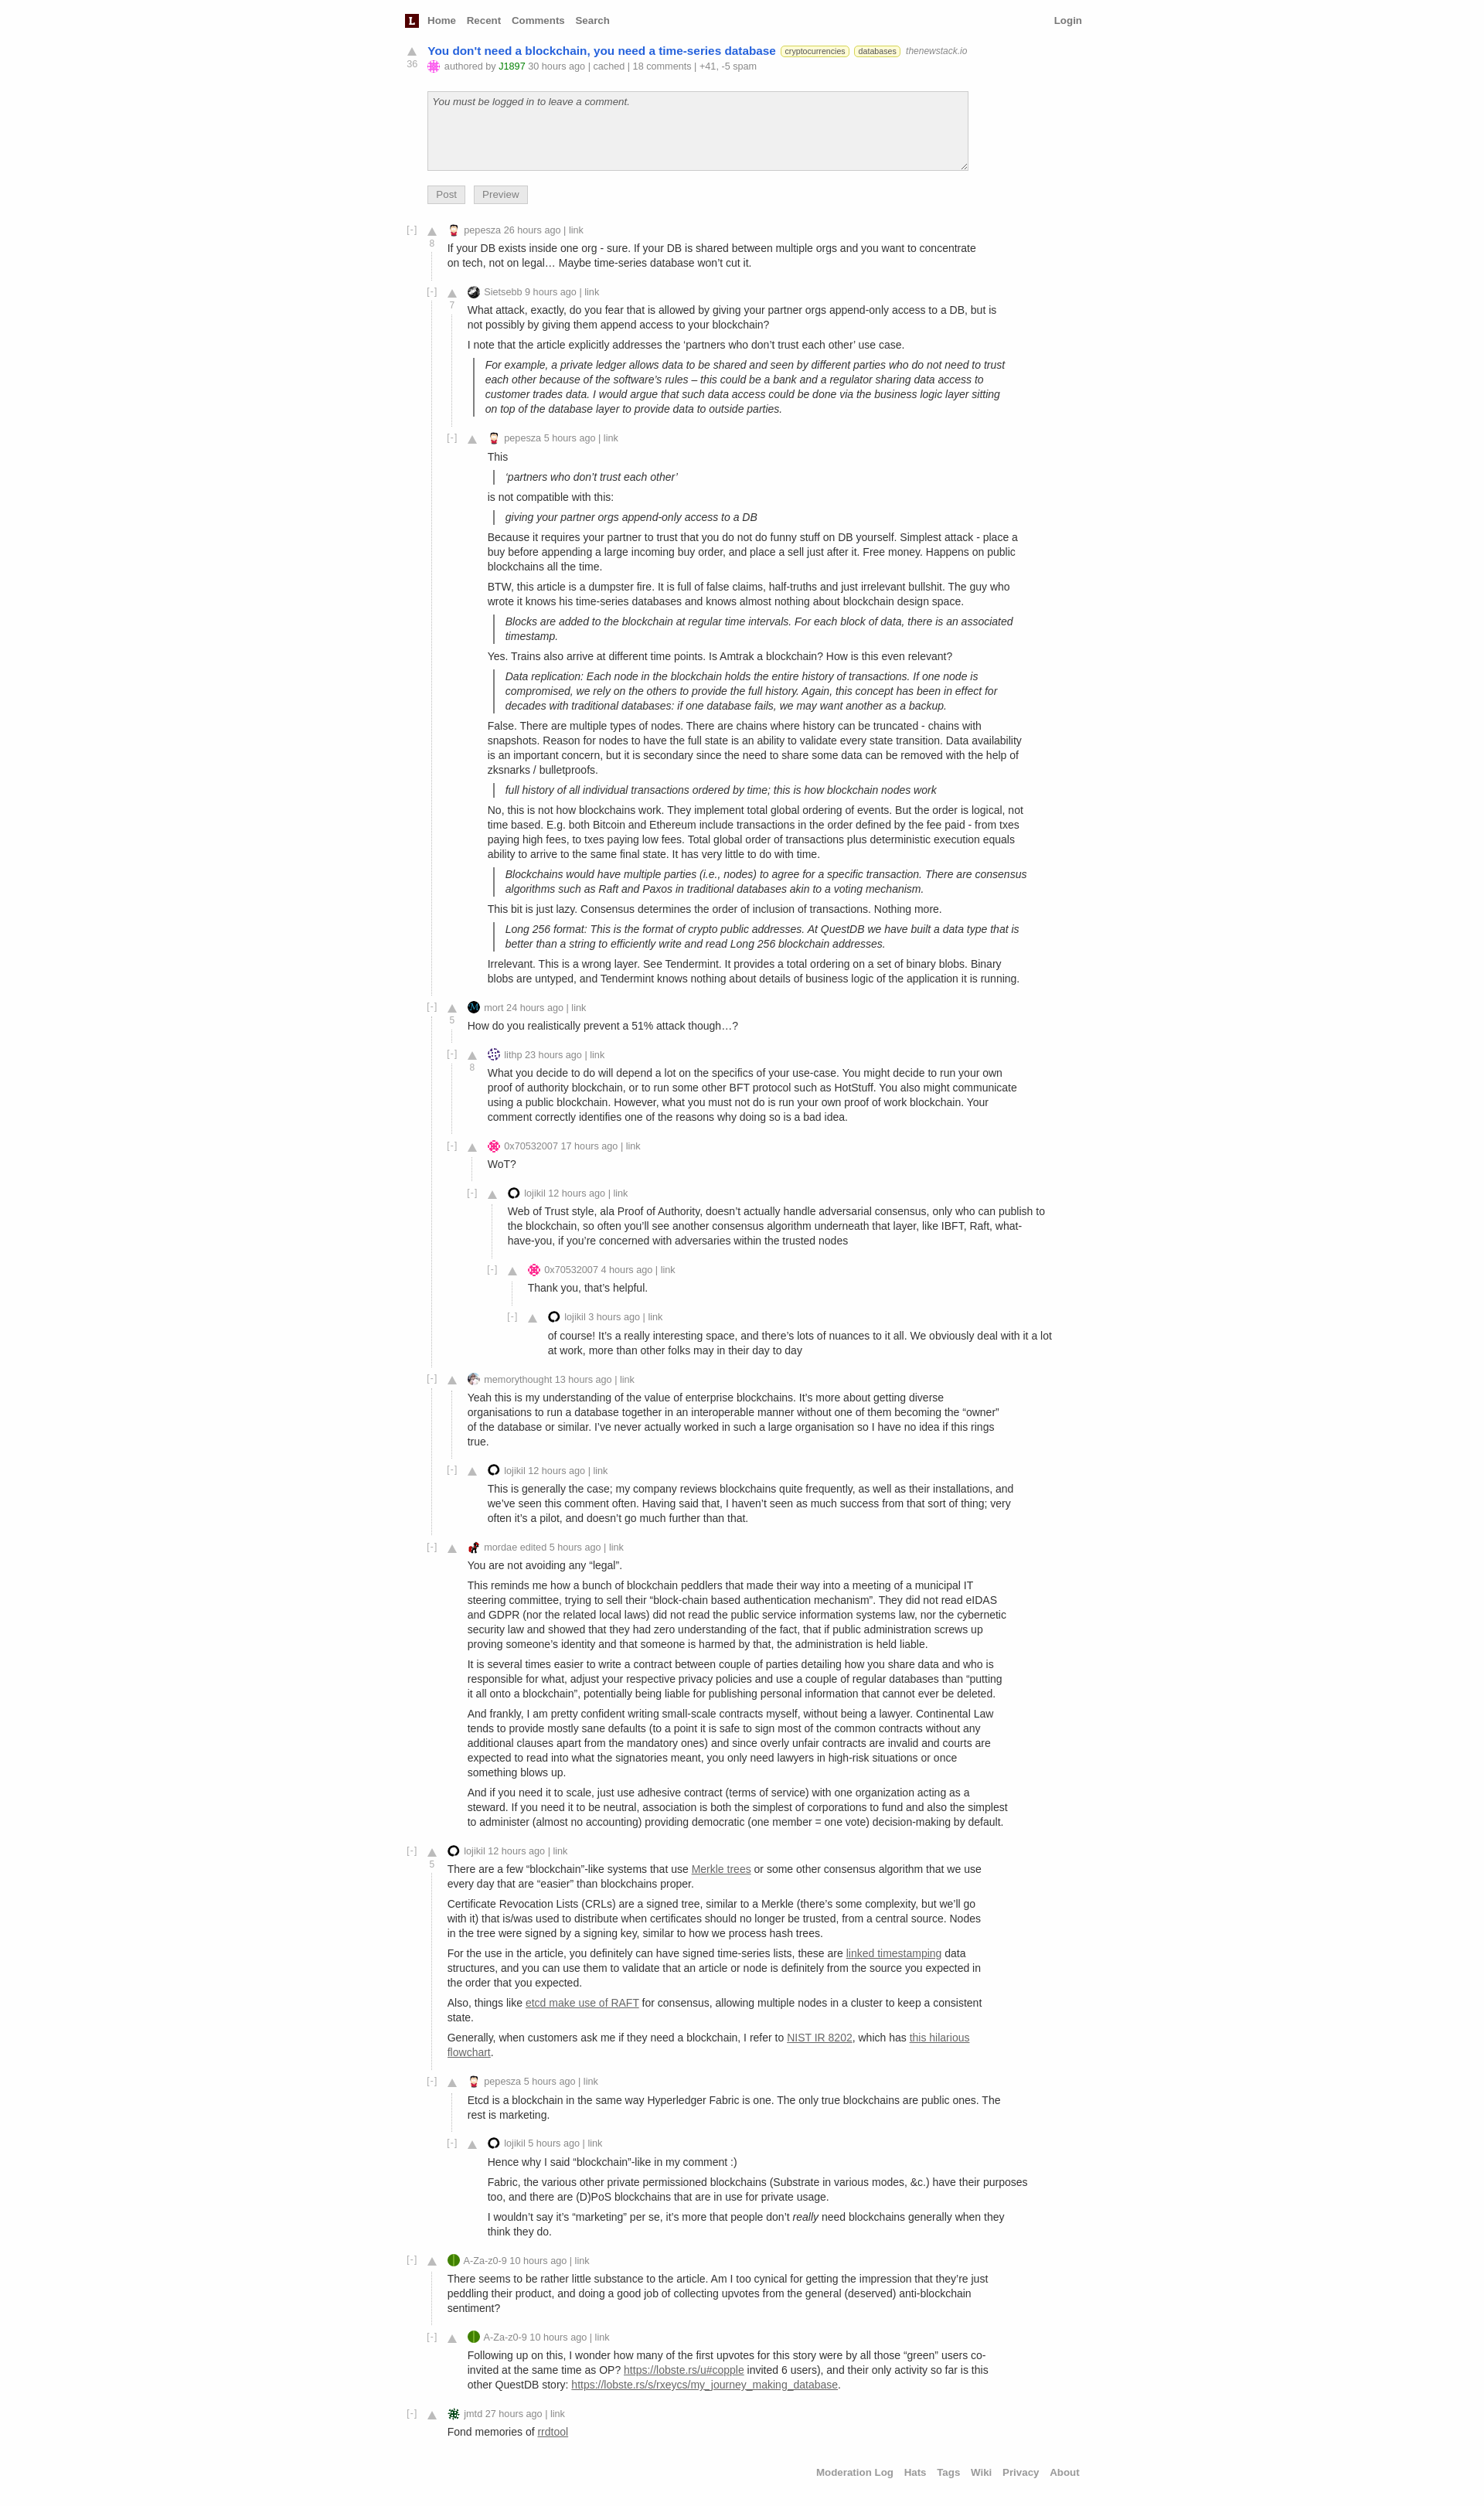 L Home Recent Comments Search Login
You don't need a blockchain, you need a time-series database cryptocurrencies databases thenewstack.io
36 authored by J1897 30 hours ago | cached | 18 comments | +41, -5 spam
You must be logged in to leave a comment.
Post Preview
[-] pepesza 26 hours ago | link
8
If your DB exists inside one org - sure. If your DB is shared between multiple orgs and you want to concentrate
on tech, not on legal… Maybe time-series database won’t cut it.
[-] Sietsebb 9 hours ago | link
7
What attack, exactly, do you fear that is allowed by giving your partner orgs append-only access to a DB, but is
not possibly by giving them append access to your blockchain?
I note that the article explicitly addresses the ‘partners who don’t trust each other’ use case.
For example, a private ledger allows data to be shared and seen by different parties who do not need to trust
each other because of the software’s rules – this could be a bank and a regulator sharing data access to
customer trades data. I would argue that such data access could be done via the business logic layer sitting
on top of the database layer to provide data to outside parties.
[-] pepesza 5 hours ago | link
This
‘partners who don’t trust each other’
is not compatible with this:
giving your partner orgs append-only access to a DB
Because it requires your partner to trust that you do not do funny stuff on DB yourself. Simplest attack - place a
buy before appending a large incoming buy order, and place a sell just after it. Free money. Happens on public
blockchains all the time.
BTW, this article is a dumpster fire. It is full of false claims, half-truths and just irrelevant bullshit. The guy who
wrote it knows his time-series databases and knows almost nothing about blockchain design space.
Blocks are added to the blockchain at regular time intervals. For each block of data, there is an associated
timestamp.
Yes. Trains also arrive at different time points. Is Amtrak a blockchain? How is this even relevant?
Data replication: Each node in the blockchain holds the entire history of transactions. If one node is
compromised, we rely on the others to provide the full history. Again, this concept has been in effect for
decades with traditional databases: if one database fails, we may want another as a backup.
False. There are multiple types of nodes. There are chains where history can be truncated - chains with
snapshots. Reason for nodes to have the full state is an ability to validate every state transition. Data availability
is an important concern, but it is secondary since the need to share some data can be removed with the help of
zksnarks / bulletproofs.
full history of all individual transactions ordered by time; this is how blockchain nodes work
No, this is not how blockchains work. They implement total global ordering of events. But the order is logical, not
time based. E.g. both Bitcoin and Ethereum include transactions in the order defined by the fee paid - from txes
paying high fees, to txes paying low fees. Total global order of transactions plus deterministic execution equals
ability to arrive to the same final state. It has very little to do with time.
Blockchains would have multiple parties (i.e., nodes) to agree for a specific transaction. There are consensus
algorithms such as Raft and Paxos in traditional databases akin to a voting mechanism.
This bit is just lazy. Consensus determines the order of inclusion of transactions. Nothing more.
Long 256 format: This is the format of crypto public addresses. At QuestDB we have built a data type that is
better than a string to efficiently write and read Long 256 blockchain addresses.
Irrelevant. This is a wrong layer. See Tendermint. It provides a total ordering on a set of binary blobs. Binary
blobs are untyped, and Tendermint knows nothing about details of business logic of the application it is running.
[-] mort 24 hours ago | link
5
How do you realistically prevent a 51% attack though…?
[-] lithp 23 hours ago | link
8
What you decide to do will depend a lot on the specifics of your use-case. You might decide to run your own
proof of authority blockchain, or to run some other BFT protocol such as HotStuff. You also might communicate
using a public blockchain. However, what you must not do is run your own proof of work blockchain. Your
comment correctly identifies one of the reasons why doing so is a bad idea.
[-] 0x70532007 17 hours ago | link
WoT?
[-] lojikil 12 hours ago | link
Web of Trust style, ala Proof of Authority, doesn’t actually handle adversarial consensus, only who can publish to
the blockchain, so often you’ll see another consensus algorithm underneath that layer, like IBFT, Raft, what-
have-you, if you’re concerned with adversaries within the trusted nodes
[-] 0x70532007 4 hours ago | link
Thank you, that’s helpful.
[-] lojikil 3 hours ago | link
of course! It’s a really interesting space, and there’s lots of nuances to it all. We obviously deal with it a lot
at work, more than other folks may in their day to day
[-] memorythought 13 hours ago | link
Yeah this is my understanding of the value of enterprise blockchains. It’s more about getting diverse
organisations to run a database together in an interoperable manner without one of them becoming the “owner”
of the database or similar. I’ve never actually worked in such a large organisation so I have no idea if this rings
true.
[-] lojikil 12 hours ago | link
This is generally the case; my company reviews blockchains quite frequently, as well as their installations, and
we’ve seen this comment often. Having said that, I haven’t seen as much success from that sort of thing; very
often it’s a pilot, and doesn’t go much further than that.
[-] mordae edited 5 hours ago | link
You are not avoiding any “legal”.
This reminds me how a bunch of blockchain peddlers that made their way into a meeting of a municipal IT
steering committee, trying to sell their “block-chain based authentication mechanism”. They did not read eIDAS
and GDPR (nor the related local laws) did not read the public service information systems law, nor the cybernetic
security law and showed that they had zero understanding of the fact, that if public administration screws up
proving someone’s identity and that someone is harmed by that, the administration is held liable.
It is several times easier to write a contract between couple of parties detailing how you share data and who is
responsible for what, adjust your respective privacy policies and use a couple of regular databases than “putting
it all onto a blockchain”, potentially being liable for publishing personal information that cannot ever be deleted.
And frankly, I am pretty confident writing small-scale contracts myself, without being a lawyer. Continental Law
tends to provide mostly sane defaults (to a point it is safe to sign most of the common contracts without any
additional clauses apart from the mandatory ones) and since overly unfair contracts are invalid and courts are
expected to read into what the signatories meant, you only need lawyers in high-risk situations or once
something blows up.
And if you need it to scale, just use adhesive contract (terms of service) with one organization acting as a
steward. If you need it to be neutral, association is both the simplest of corporations to fund and also the simplest
to administer (almost no accounting) providing democratic (one member = one vote) decision-making by default.
[-] lojikil 12 hours ago | link
5
There are a few “blockchain”-like systems that use Merkle trees or some other consensus algorithm that we use
every day that are “easier” than blockchains proper.
Certificate Revocation Lists (CRLs) are a signed tree, similar to a Merkle (there’s some complexity, but we’ll go
with it) that is/was used to distribute when certificates should no longer be trusted, from a central source. Nodes
in the tree were signed by a signing key, similar to how we process hash trees.
For the use in the article, you definitely can have signed time-series lists, these are linked timestamping data
structures, and you can use them to validate that an article or node is definitely from the source you expected in
the order that you expected.
Also, things like etcd make use of RAFT for consensus, allowing multiple nodes in a cluster to keep a consistent
state.
Generally, when customers ask me if they need a blockchain, I refer to NIST IR 8202, which has this hilarious
flowchart.
[-] pepesza 5 hours ago | link
Etcd is a blockchain in the same way Hyperledger Fabric is one. The only true blockchains are public ones. The
rest is marketing.
[-] lojikil 5 hours ago | link
Hence why I said “blockchain”-like in my comment :)
Fabric, the various other private permissioned blockchains (Substrate in various modes, &c.) have their purposes
too, and there are (D)PoS blockchains that are in use for private usage.
I wouldn’t say it’s “marketing” per se, it’s more that people don’t really need blockchains generally when they
think they do.
[-] A-Za-z0-9 10 hours ago | link
There seems to be rather little substance to the article. Am I too cynical for getting the impression that they’re just
peddling their product, and doing a good job of collecting upvotes from the general (deserved) anti-blockchain
sentiment?
[-] A-Za-z0-9 10 hours ago | link
Following up on this, I wonder how many of the first upvotes for this story were by all those “green” users co-
invited at the same time as OP? https://lobste.rs/u#copple invited 6 users), and their only activity so far is this
other QuestDB story: https://lobste.rs/s/rxeycs/my_journey_making_database.
[-] jmtd 27 hours ago | link
Fond memories of rrdtool
Moderation Log Hats Tags Wiki Privacy About